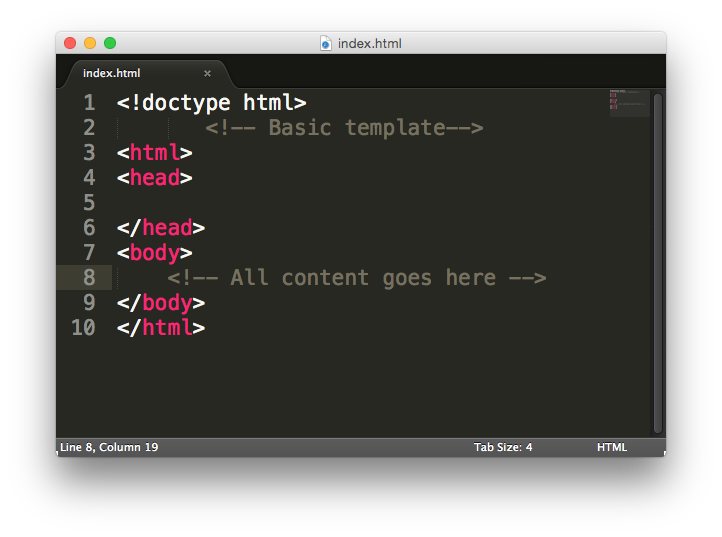 index.html
index.html ×
1 <!doctype html>
2 <!-- Basic template-->
3 <html>
4 <head>
5
6 </head>
7 <body>
8 <!-- All content goes here -->
9 </body>
10 </html>
Line 8, Column 19 Tab Size: 4 HTML